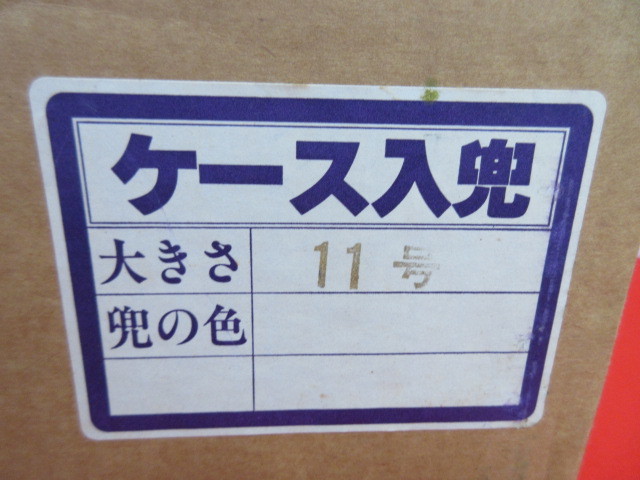 ケース入兜
大きさ 11号
兜の色